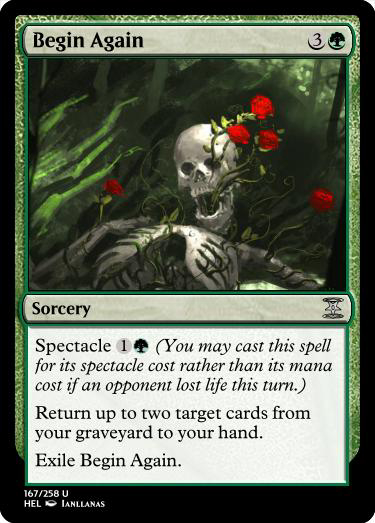 Begin Again 3
Sorcery
Spectacle 1 (You may cast this spell
for its spectacle cost rather than its mana
cost if an opponent lost life this turn.)
Return up to two target cards from
your graveyard to your hand.
Exile Begin Again.
167/258 U
HEL Ianllanas